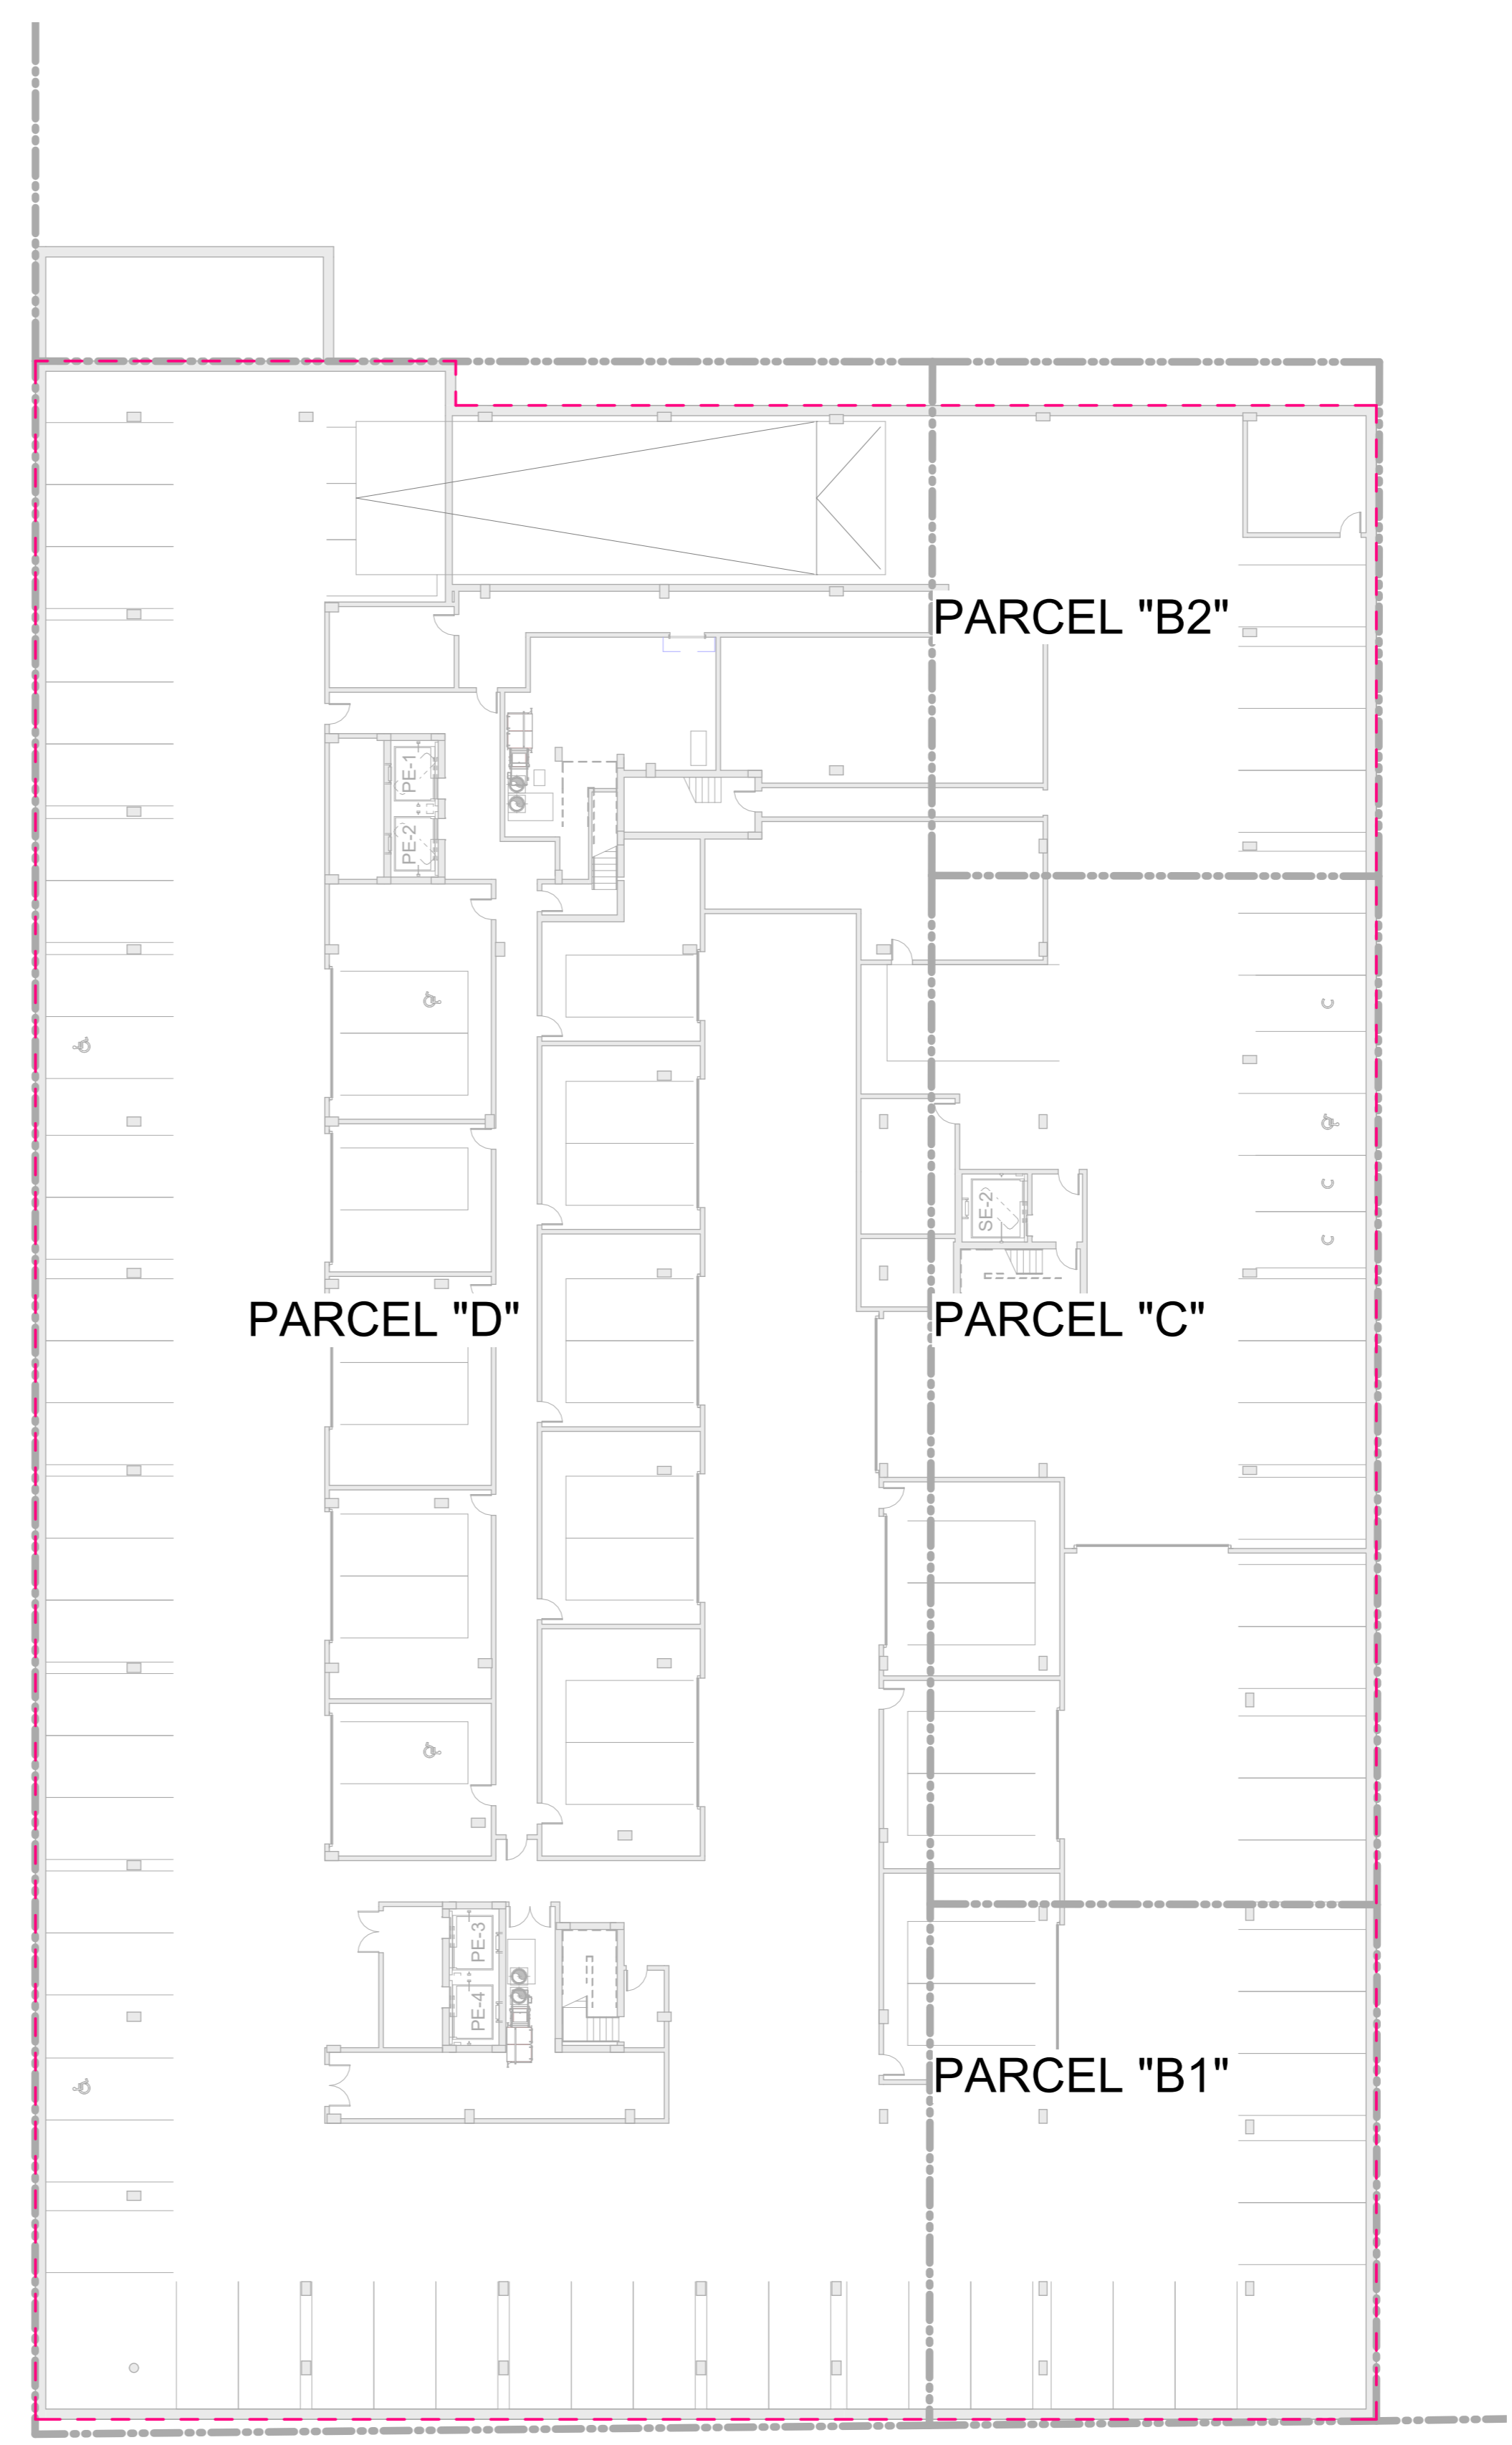 PARCEL "B2"
PE-1
PE-2
C
SE-2
C
C
PARCEL "D"
PARCEL "C"
PE-3
PE-4
PARCEL "B1"